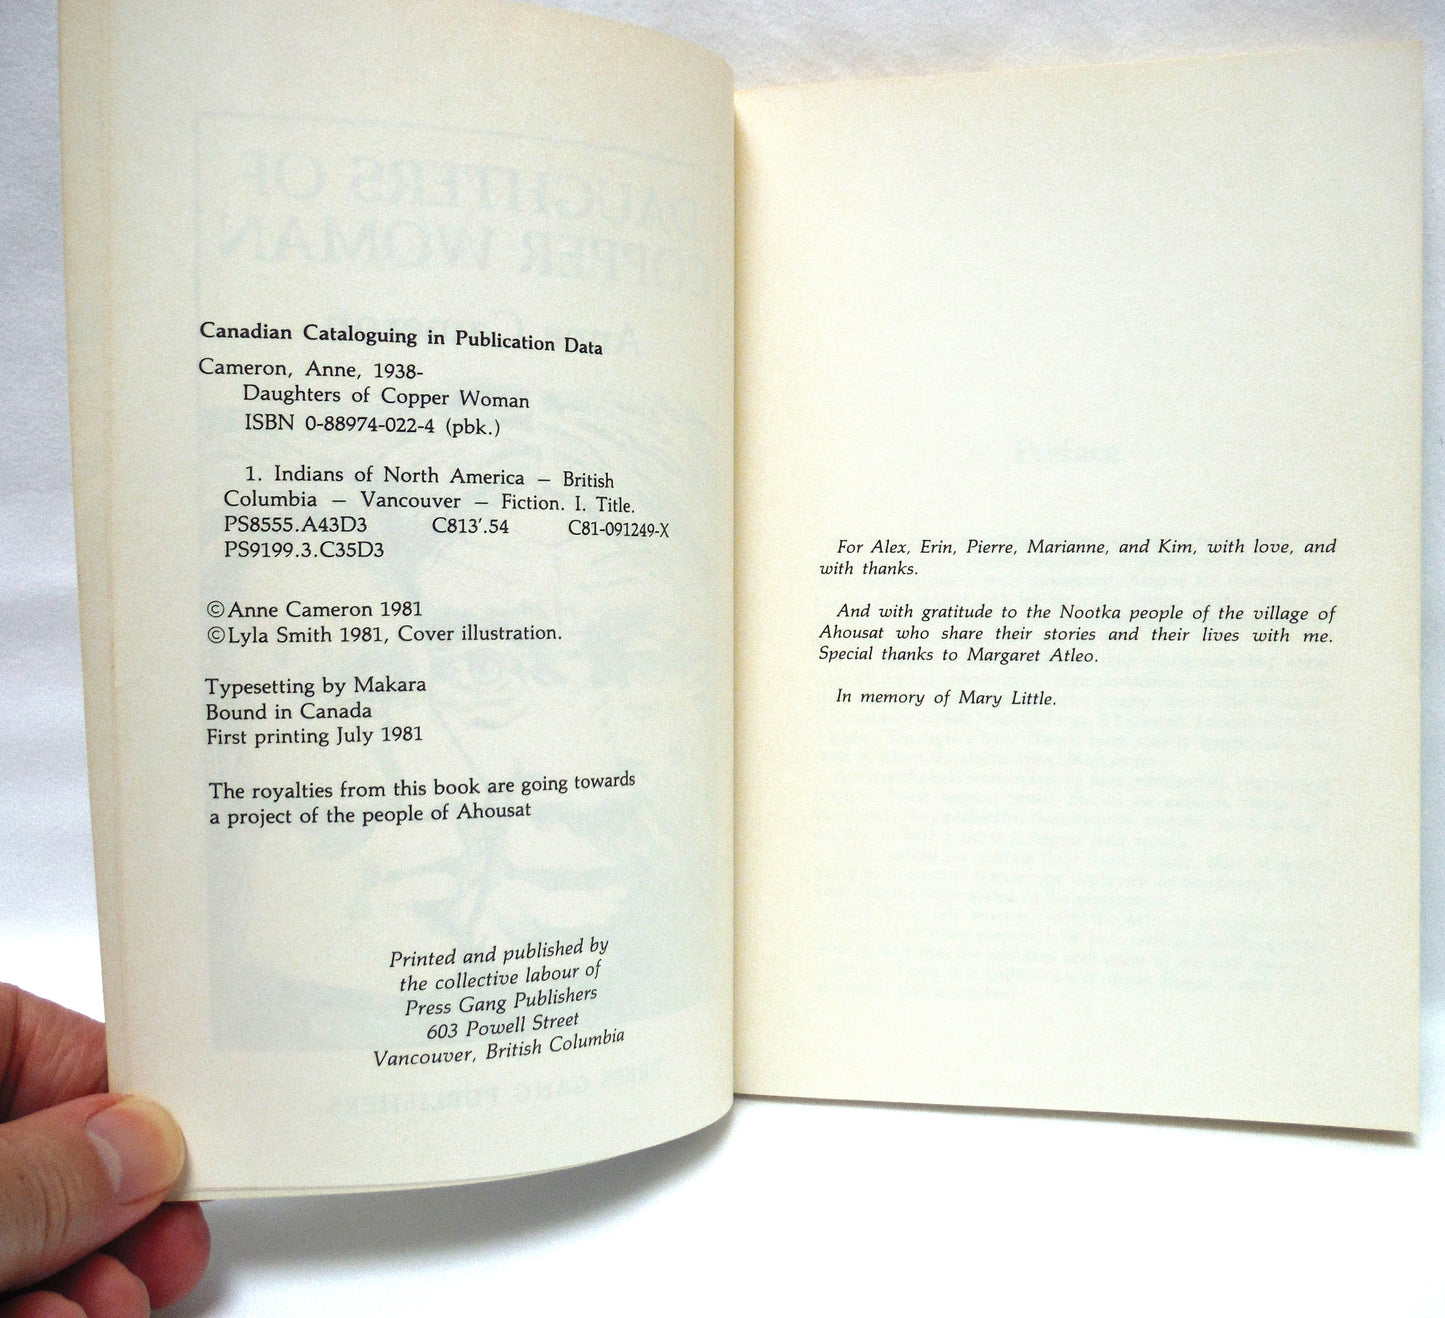 Canadian Cataloguing in Publication Data
Cameron, Anne, 1938-
Daughters of Copper Woman
ISBN 0-88974-022-4 (pbk.)
1. Indians of North America — British
Columbia — Vancouver — Fiction. I. Title.
PS8555.A43D3 C813'.54 C81-091249-X
PS9199.3.C35D3
©Anne Cameron 1981
©Lyla Smith 1981, Cover illustration.
Typesetting by Makara
Bound in Canada
First printing July 1981
The royalties from this book are going towards
a project of the people of Ahousat
Printed and published by
the collective labour of
Press Gang Publishers
603 Powell Street
Vancouver, British Columbia
For Alex, Erin, Pierre, Marianne, and Kim, with love, and
with thanks.
And with gratitude to the Nootka people of the village of
Ahousat who share their stories and their lives with me.
Special thanks to Margaret Atleo.
In memory of Mary Little.